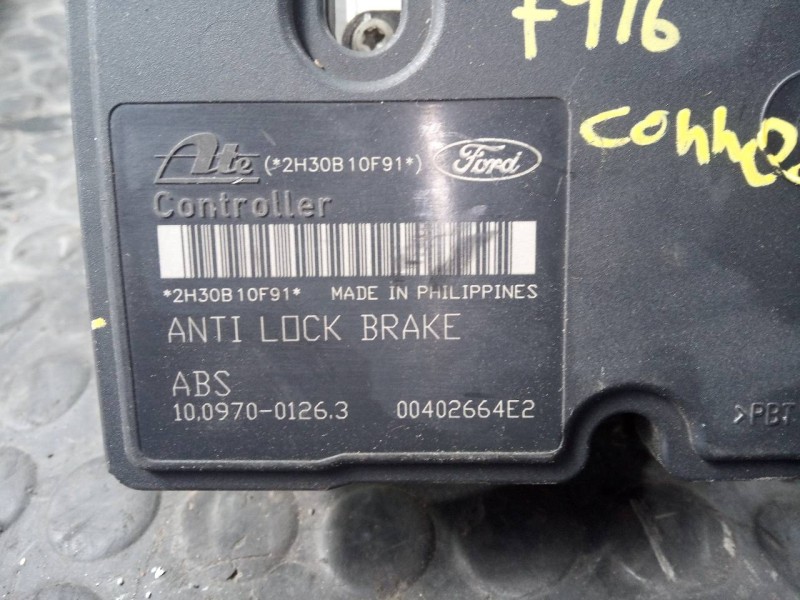 F916
Ate (*2H30B10F91*) Ford
Controller
*2H30B10F91* MADE IN PHILIPPINES
ANTI LOCK BRAKE
ABS
10.0970-0126.3 00402664E2
>PBT